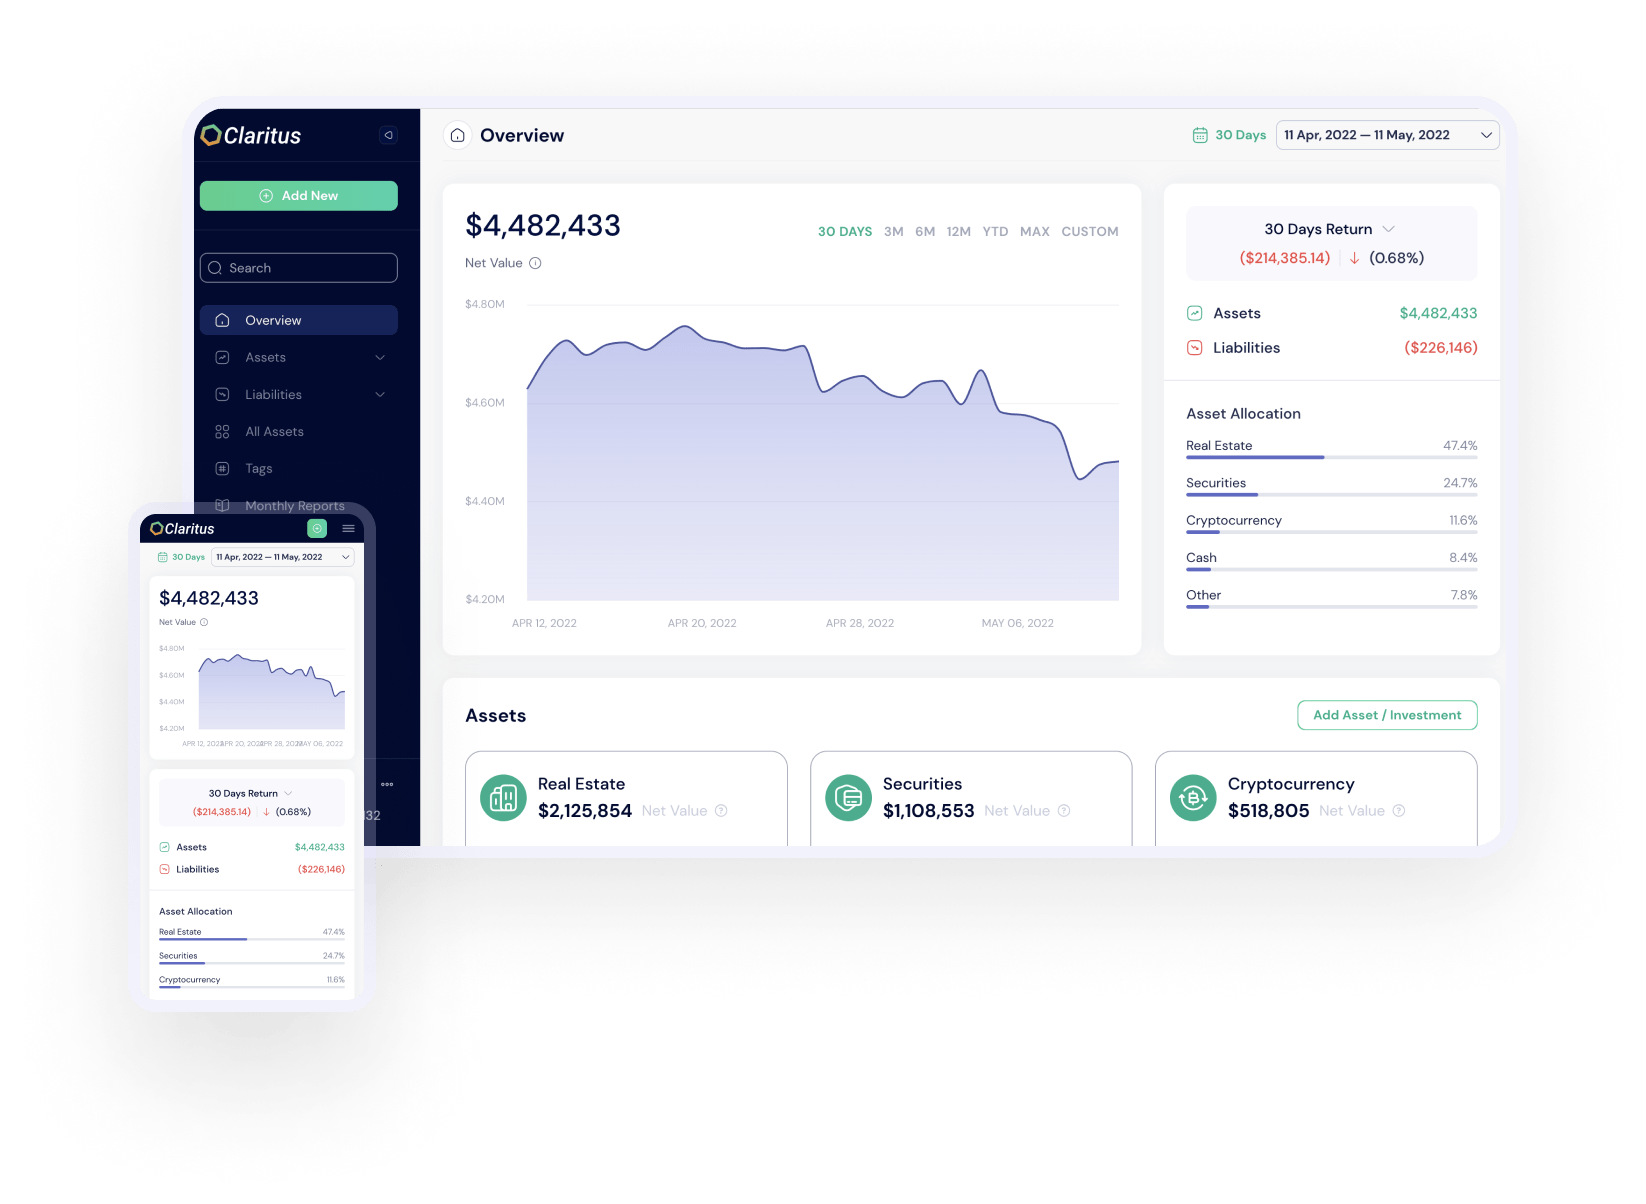 Claritus
Add New
Search
Overview
Assets
Liabilities
All Assets
Tags
Monthly Reports
132
Overview
30 Days
11 Apr, 2022 — 11 May, 2022
$4,482,433
Net Value
30 DAYS 3M 6M 12M YTD MAX CUSTOM
$4.80M
$4.60M
$4.40M
$4.20M
APR 12, 2022 APR 20, 2022 APR 28, 2022 MAY 06, 2022
30 Days Return
($214,385.14) (0.68%)
Assets $4,482,433
Liabilities ($226,146)
Asset Allocation
Real Estate 47.4%
Securities 24.7%
Cryptocurrency 11.6%
Cash 8.4%
Other 7.8%
Assets
Add Asset / Investment
Real Estate
$2,125,854 Net Value
Securities
$1,108,553 Net Value
Cryptocurrency
$518,805 Net Value
Claritus
30 Days 11 Apr, 2022 — 11 May, 2022
$4,482,433
Net Value
$4.80M
$4.60M
$4.40M
$4.20M
APR 12, 2022 APR 20, 2022 APR 28, 2022 MAY 06, 2022
30 Days Return
($214,385.14) (0.68%)
Assets $4,482,433
Liabilities ($226,146)
Asset Allocation
Real Estate 47.4%
Securities 24.7%
Cryptocurrency 11.6%